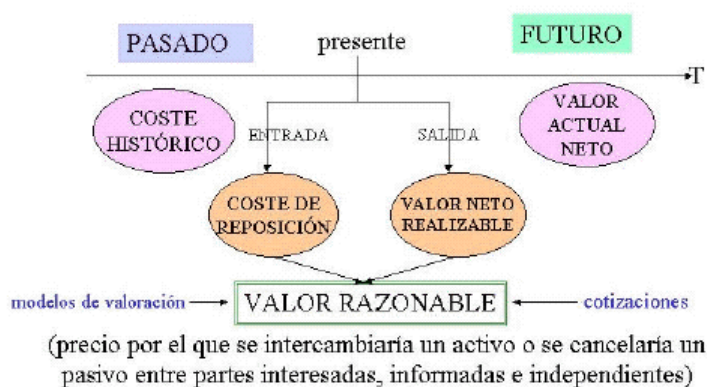 PASADO
presente
FUTURO
T
COSTE
HISTÓRICO
VALOR
ACTUAL
NETO
ENTRADA
SALIDA
COSTE DE
REPOSICIÓN
VALOR NETO
REALIZABLE
modelos de valoración
VALOR RAZONABLE
cotizaciones
(precio por el que se intercambiaría un activo o se cancelaría un
pasivo entre partes interesadas, informadas e independientes)